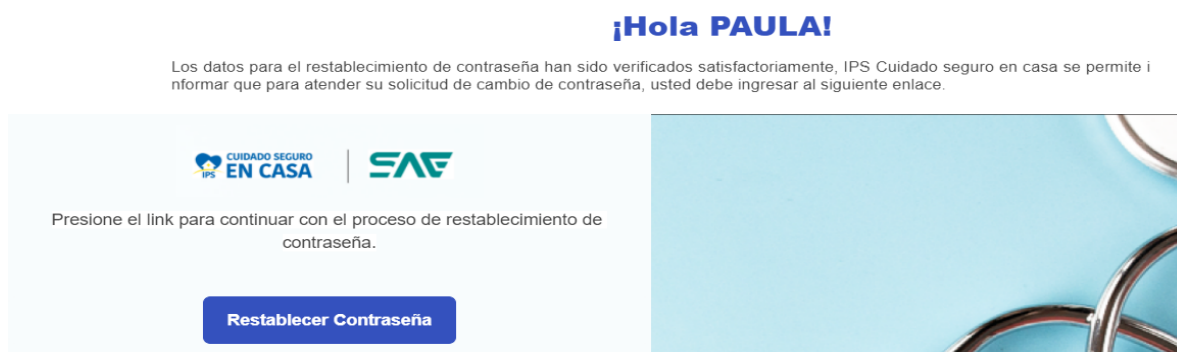 ¡Hola PAULA!
Los datos para el restablecimiento de contraseña han sido verificados satisfactoriamente, IPS Cuidado seguro en casa se permite i
nformar que para atender su solicitud de cambio de contraseña, usted debe ingresar al siguiente enlace.
CUIDADO SEGURO
IPS EN CASA
SAF
Presione el link para continuar con el proceso de restablecimiento de
contraseña.
Restablecer Contraseña